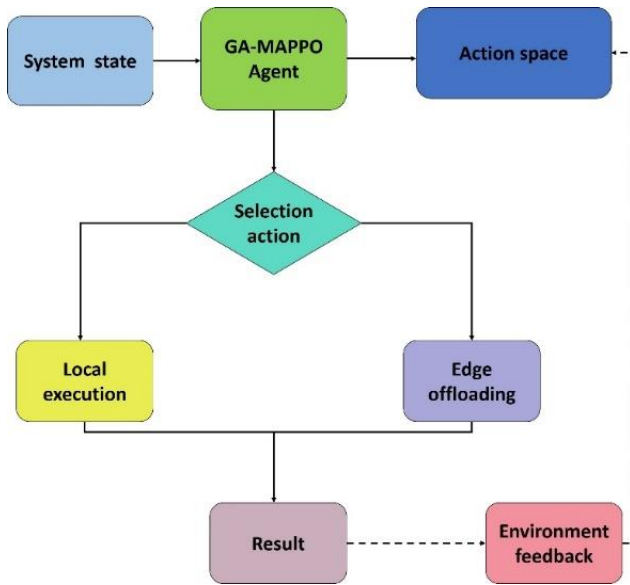 System state
GA-MAPPO
Agent
Action space
Selection
action
Local
execution
Edge
offloading
Result
Environment
feedback